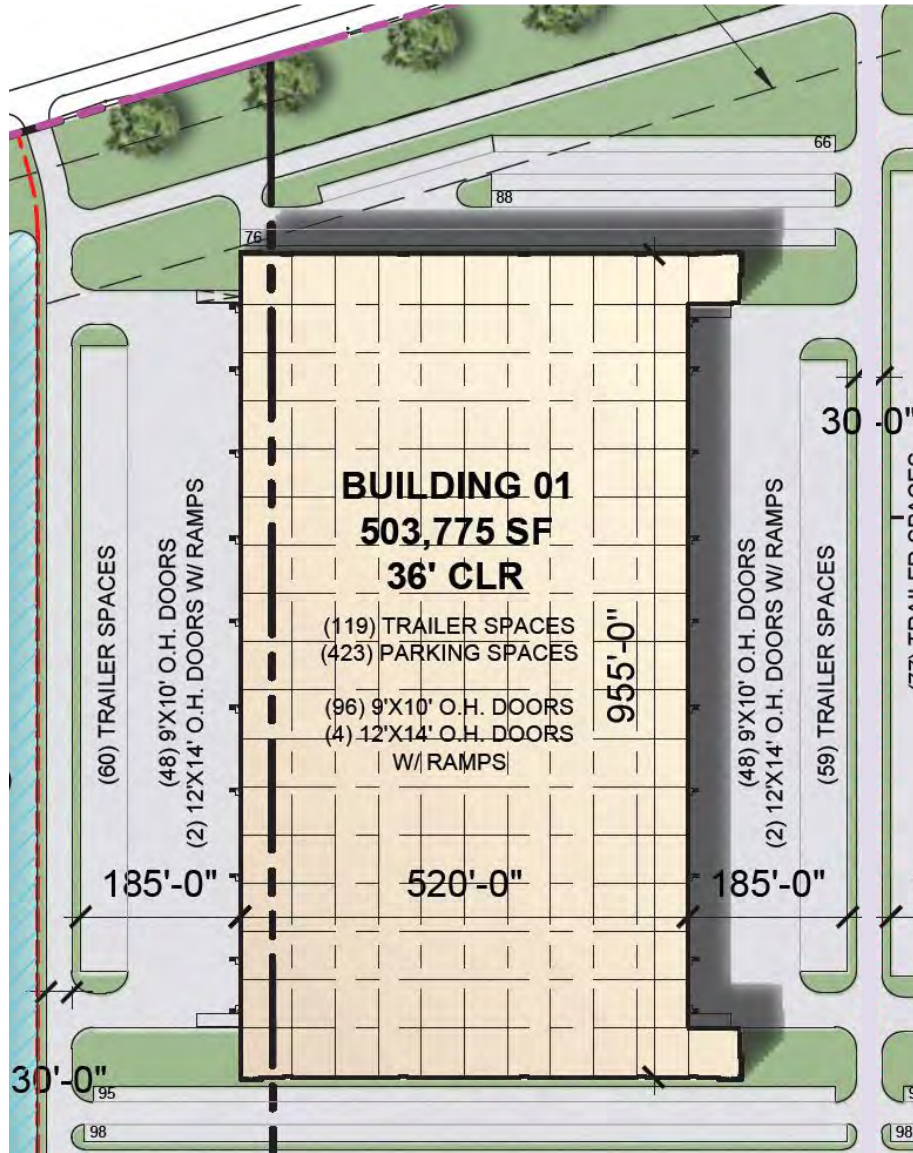 66
88
76
30'-0"
BUILDING 01
503,775 SF
36' CLR
(119) TRAILER SPACES
(423) PARKING SPACES
(96) 9'X10' O.H. DOORS
(4) 12'X14' O.H. DOORS
W/ RAMPS
955'-0"
(60) TRAILER SPACES
(48) 9'X10' O.H. DOORS
(2) 12'X14' O.H. DOORS W/ RAMPS
(48) 9'X10' O.H. DOORS
(2) 12'X14' O.H. DOORS W/ RAMPS
(59) TRAILER SPACES
(77) TRAILER SPACES
185'-0"
520'-0"
185'-0"
30'-0"
95
98
98